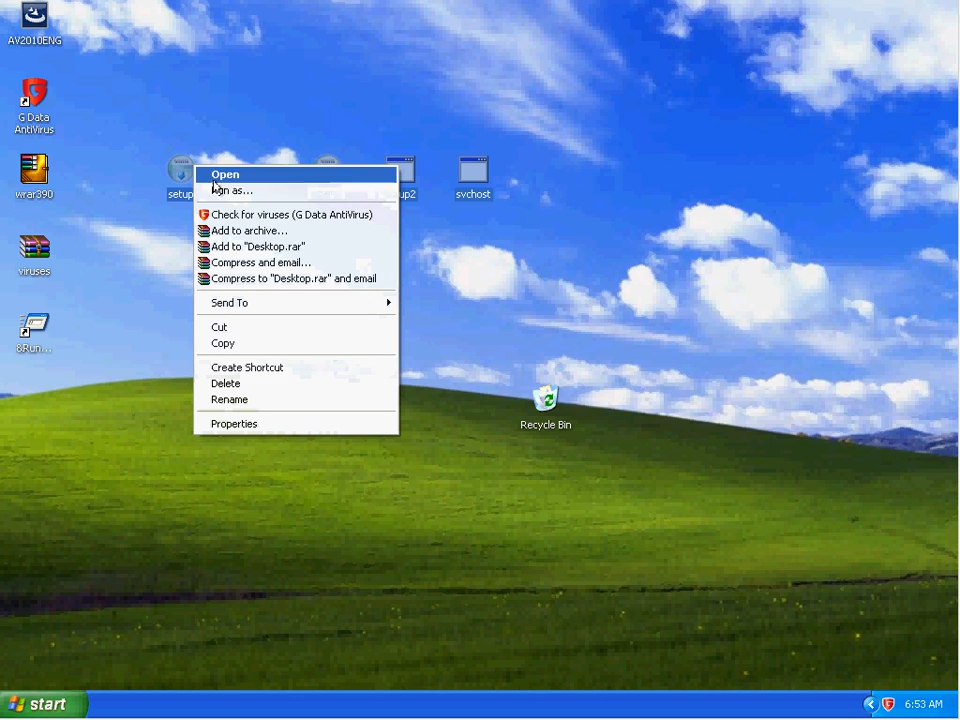 AV2010ENG
G Data
AntiVirus
wrar390
viruses
&Run...
setup
up2
svchost
Open
as...
Check for viruses (G Data AntiVirus)
Add to archive...
Add to "Desktop.rar"
Compress and email...
Compress to "Desktop.rar" and email
Send To
Cut
Copy
Create Shortcut
Delete
Rename
Properties
Recycle Bin
start
6:53 AM